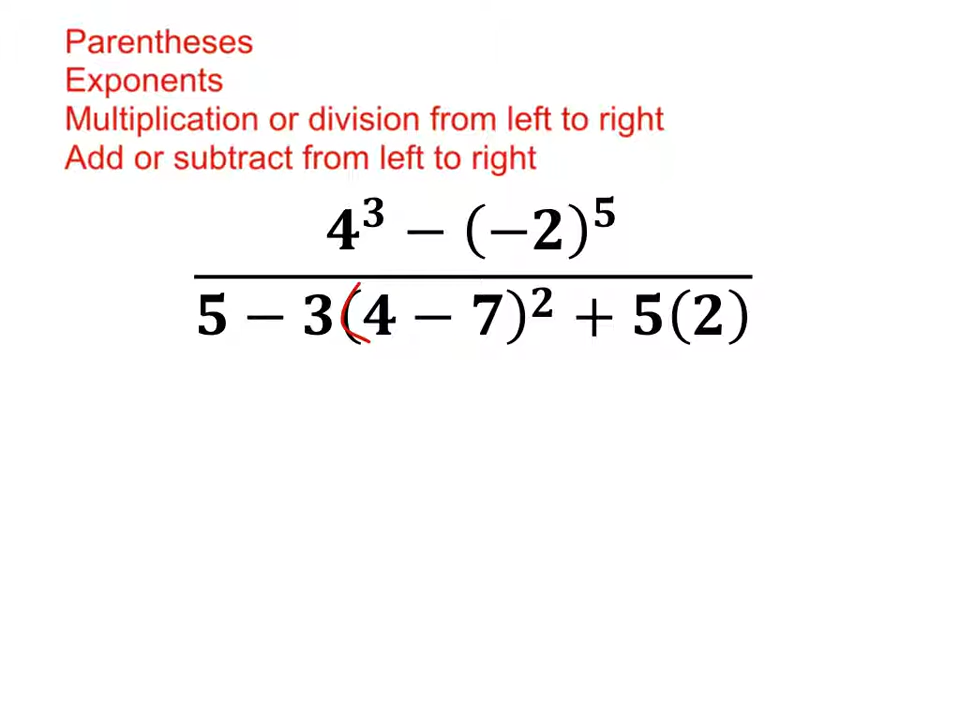 Parentheses
Exponents
Multiplication or division from left to right
Add or subtract from left to right
4³ − (−2)⁵
5 − 3(4 − 7)² + 5(2)